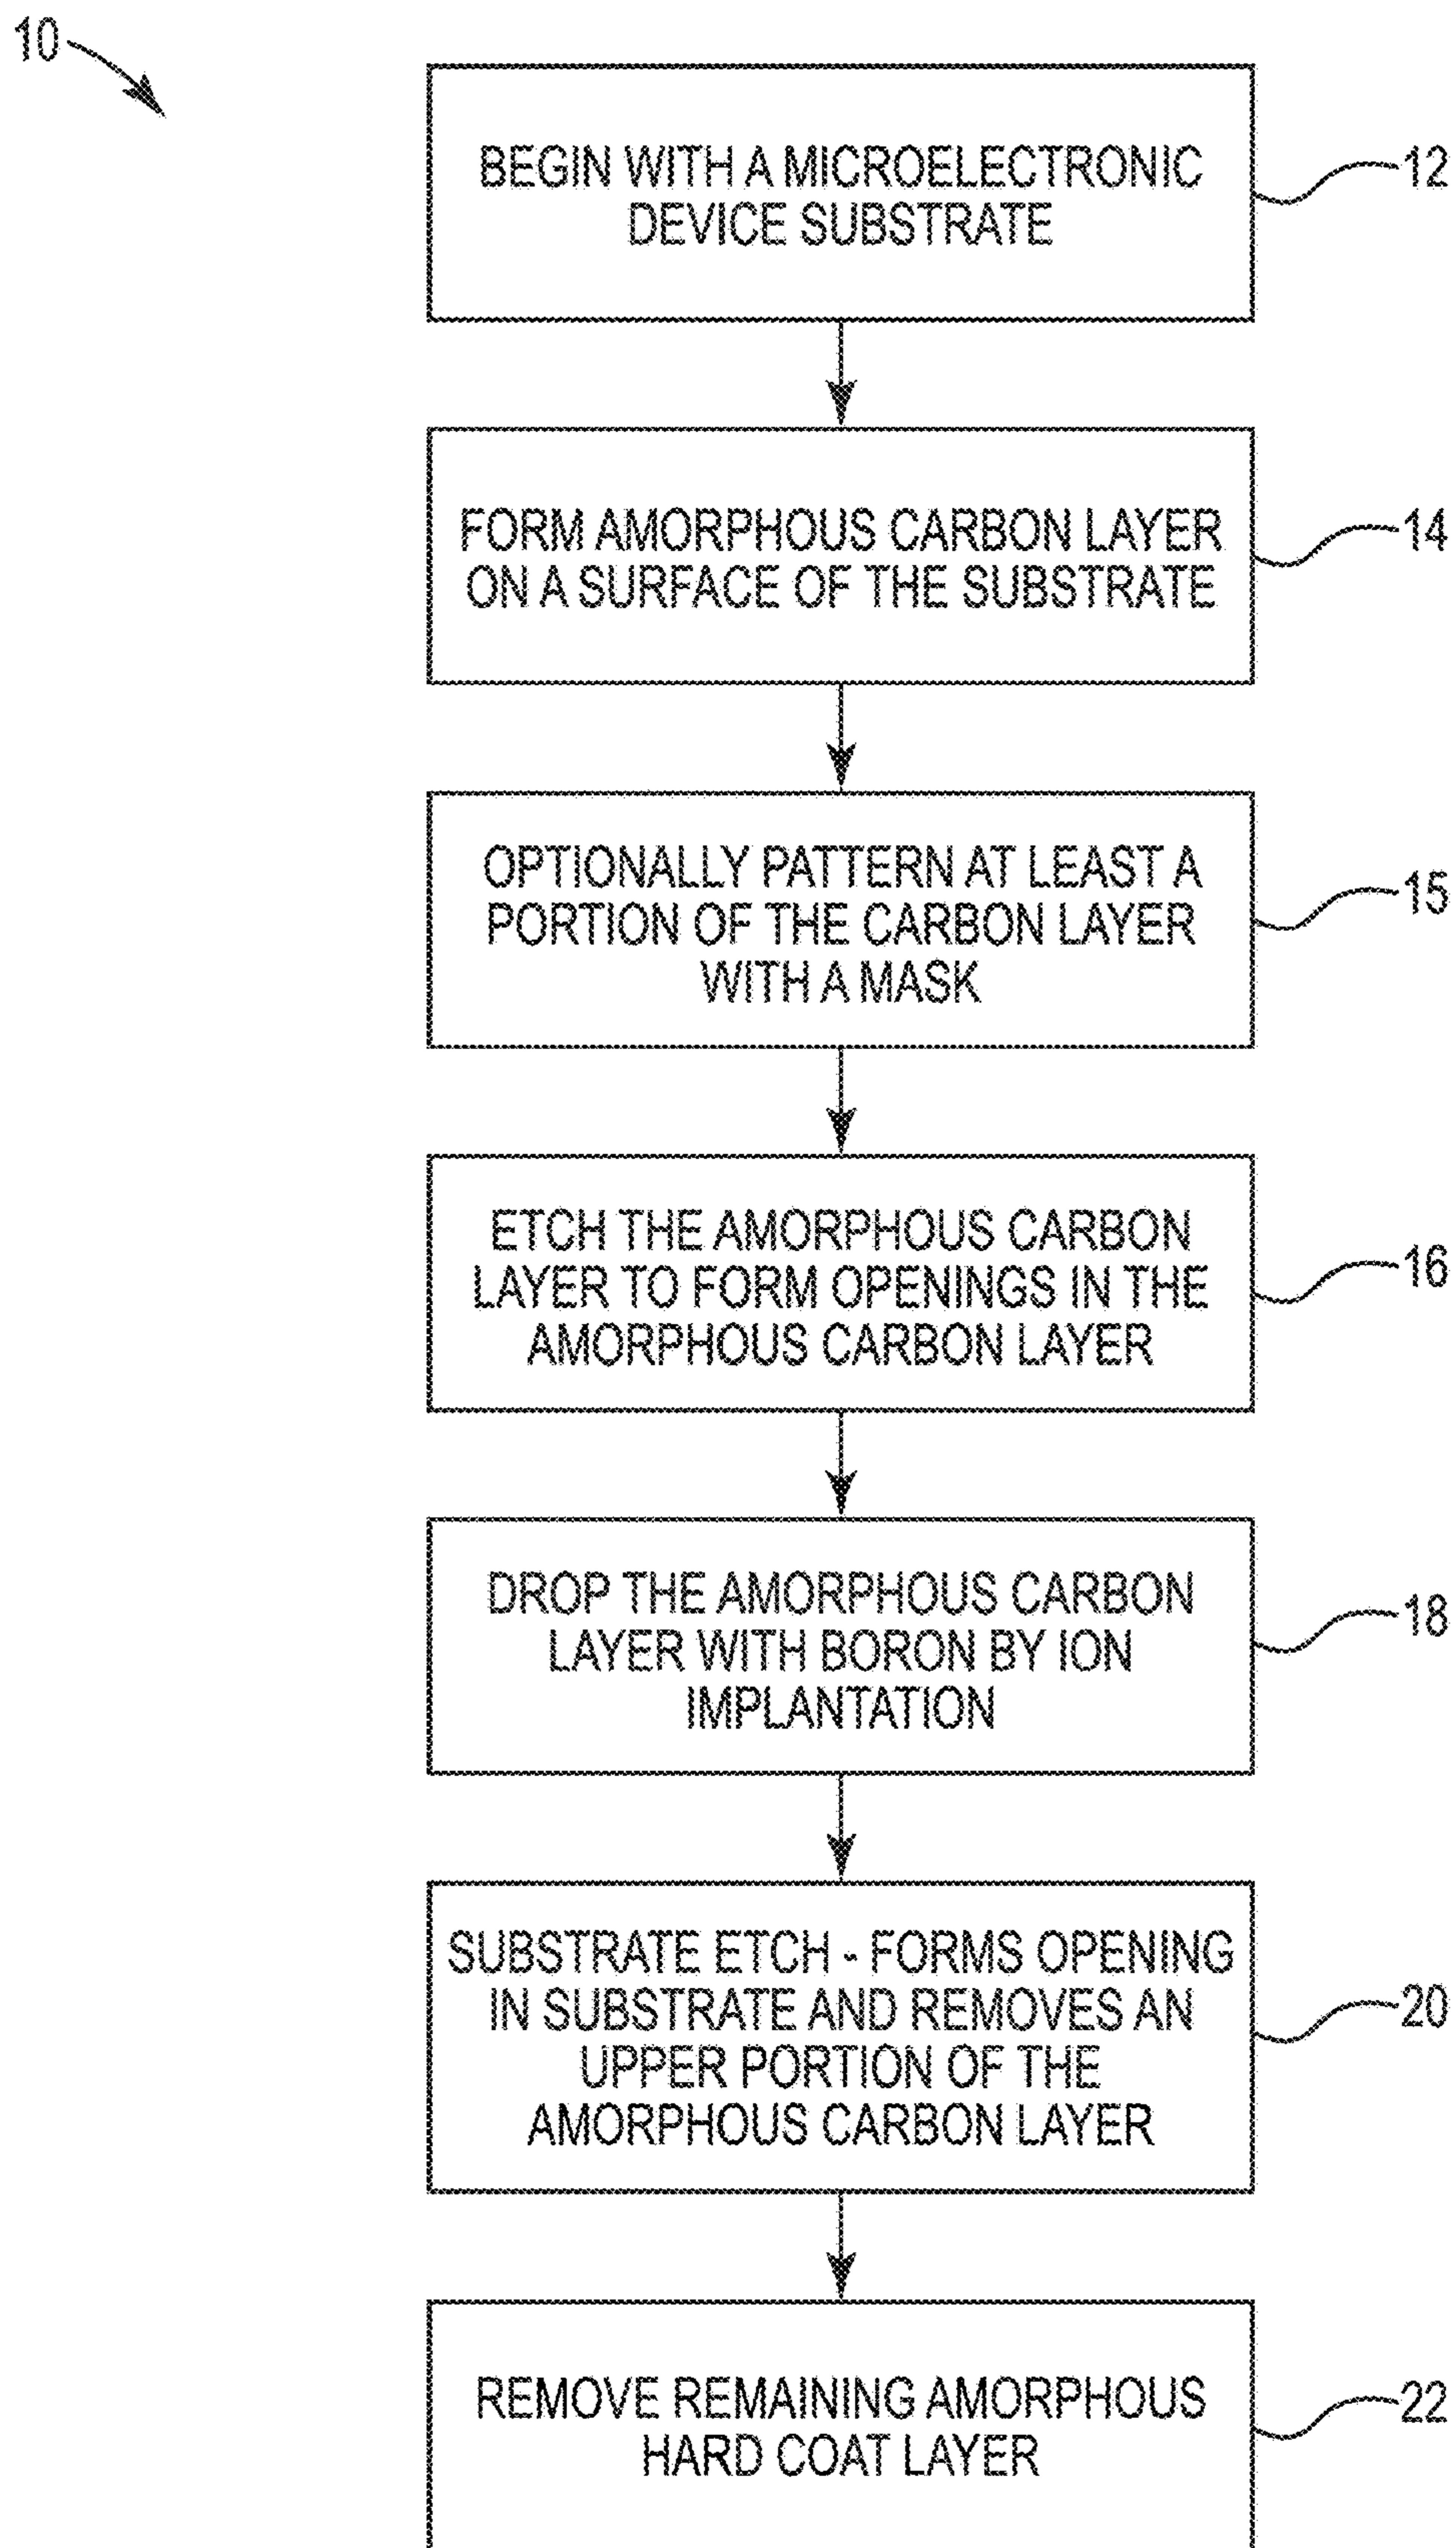 10
BEGIN WITH A MICROELECTRONIC
DEVICE SUBSTRATE
12
FORM AMORPHOUS CARBON LAYER
ON A SURFACE OF THE SUBSTRATE
14
OPTIONALLY PATTERN AT LEAST A
PORTION OF THE CARBON LAYER
WITH A MASK
15
ETCH THE AMORPHOUS CARBON
LAYER TO FORM OPENINGS IN THE
AMORPHOUS CARBON LAYER
16
DROP THE AMORPHOUS CARBON
LAYER WITH BORON BY ION
IMPLANTATION
18
SUBSTRATE ETCH - FORMS OPENING
IN SUBSTRATE AND REMOVES AN
UPPER PORTION OF THE
AMORPHOUS CARBON LAYER
20
REMOVE REMAINING AMORPHOUS
HARD COAT LAYER
22